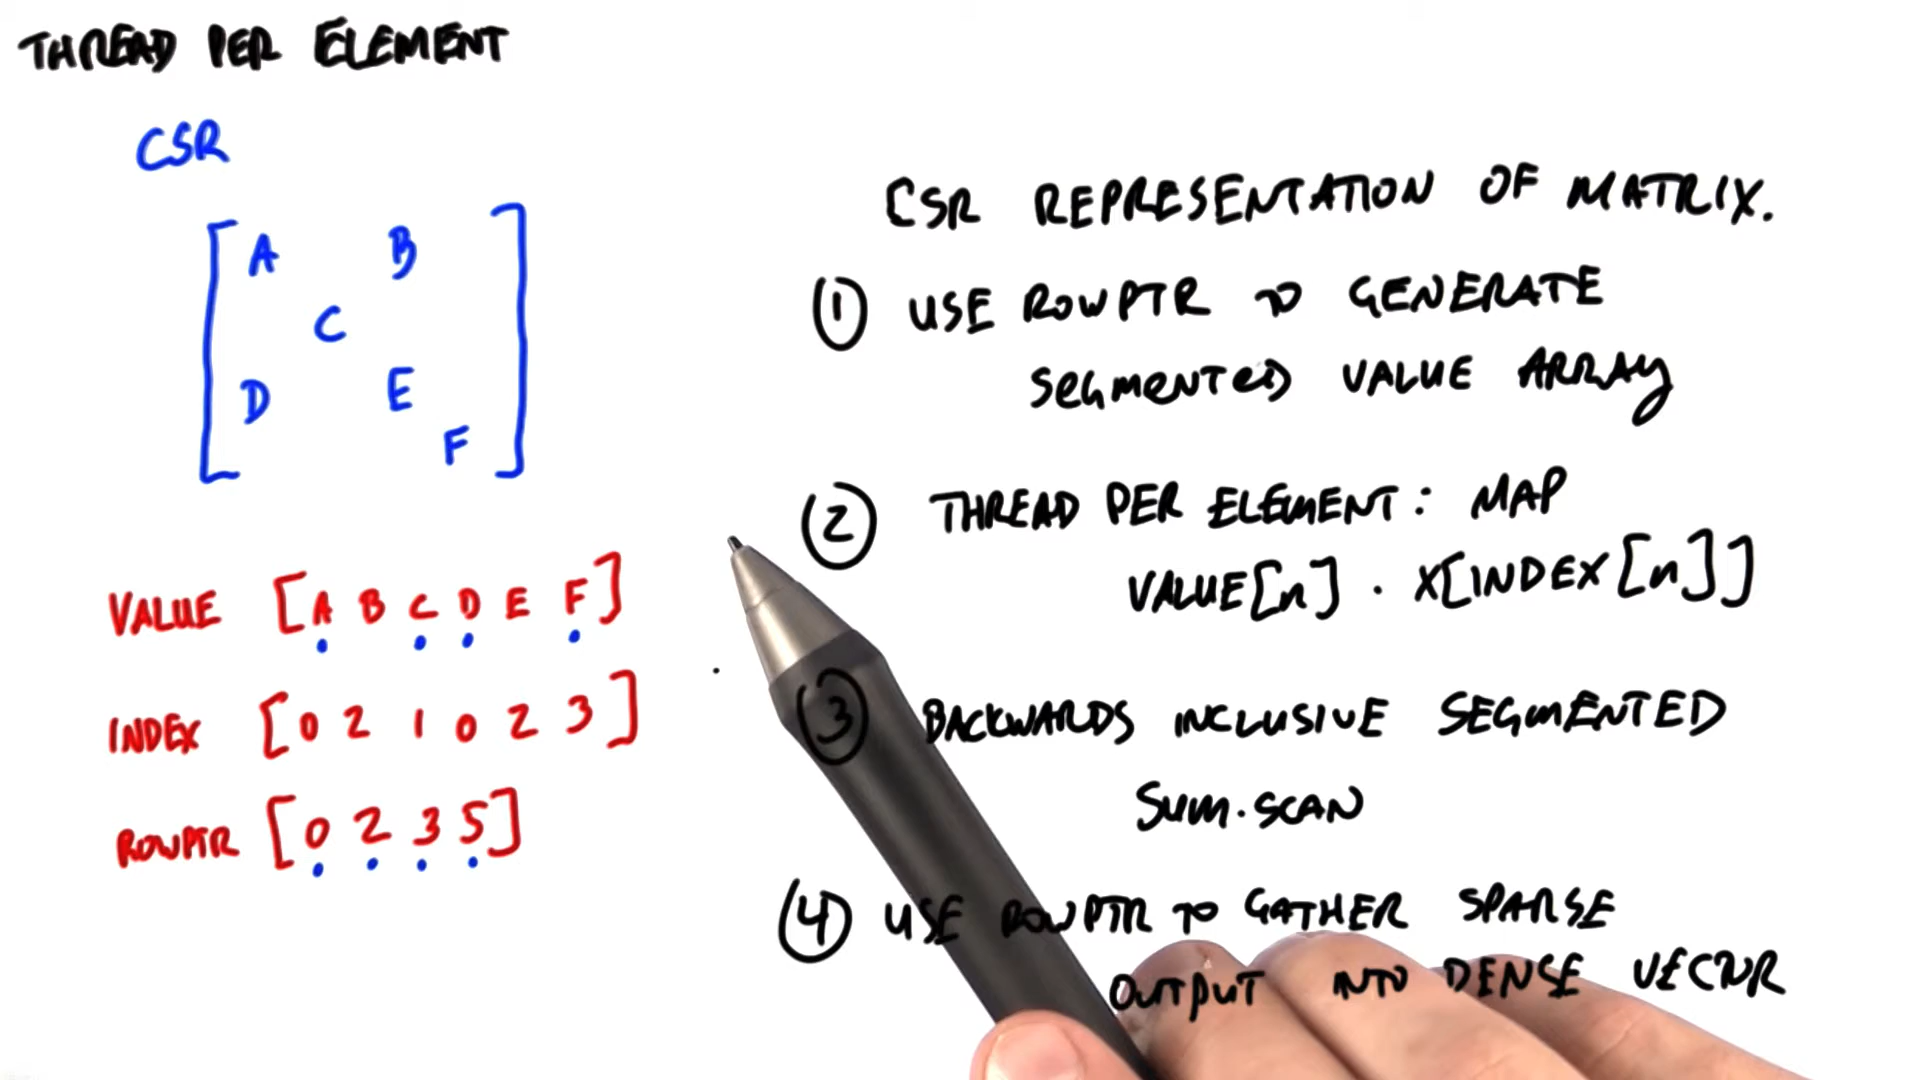 THREAD PER ELEMENT
CSR
A B
C
D E
F
VALUE [A B C D E F]
INDEX [0 2 1 0 2 3]
ROWPTR [0 2 3 5]
CSR REPRESENTATION OF MATRIX.
1 USE ROWPTR TO GENERATE
SEGMENTED VALUE ARRAY
2 THREAD PER ELEMENT: MAP
VALUE[n] · X[INDEX[n]]
3 BACKWARDS INCLUSIVE SEGMENTED
SUM·SCAN
4 USE ROWPTR TO GATHER SPARSE
OUTPUT INTO DENSE VECTOR